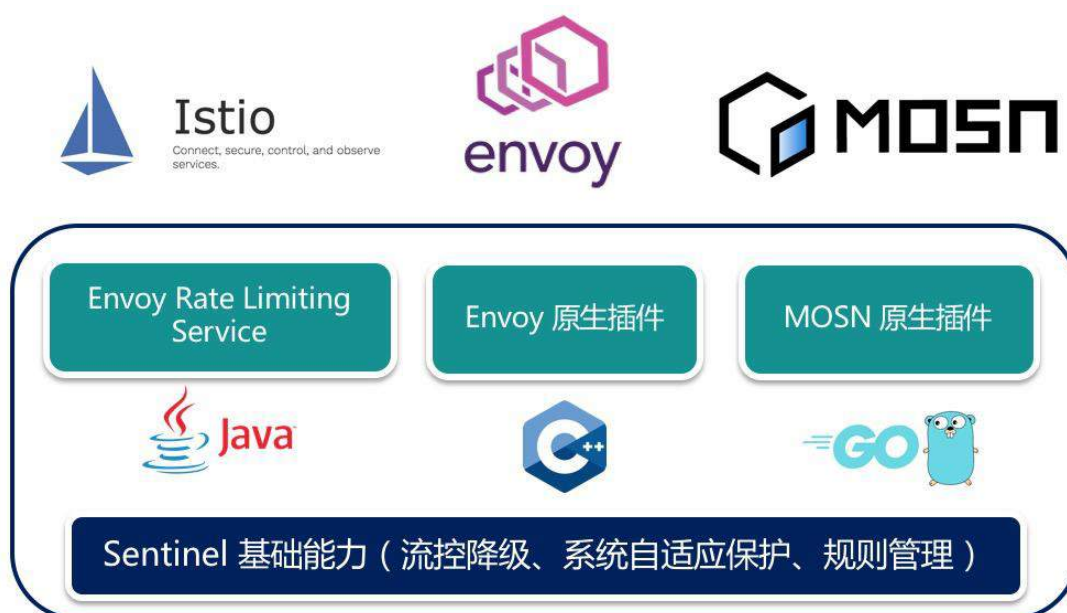 Istio
Connect, secure, control, and observe
services.
envoy
MOSN
Envoy Rate Limiting
Service
Envoy 原生插件
MOSN 原生插件
Java
C++
GO
Sentinel 基础能力（流控降级、系统自适应保护、规则管理）